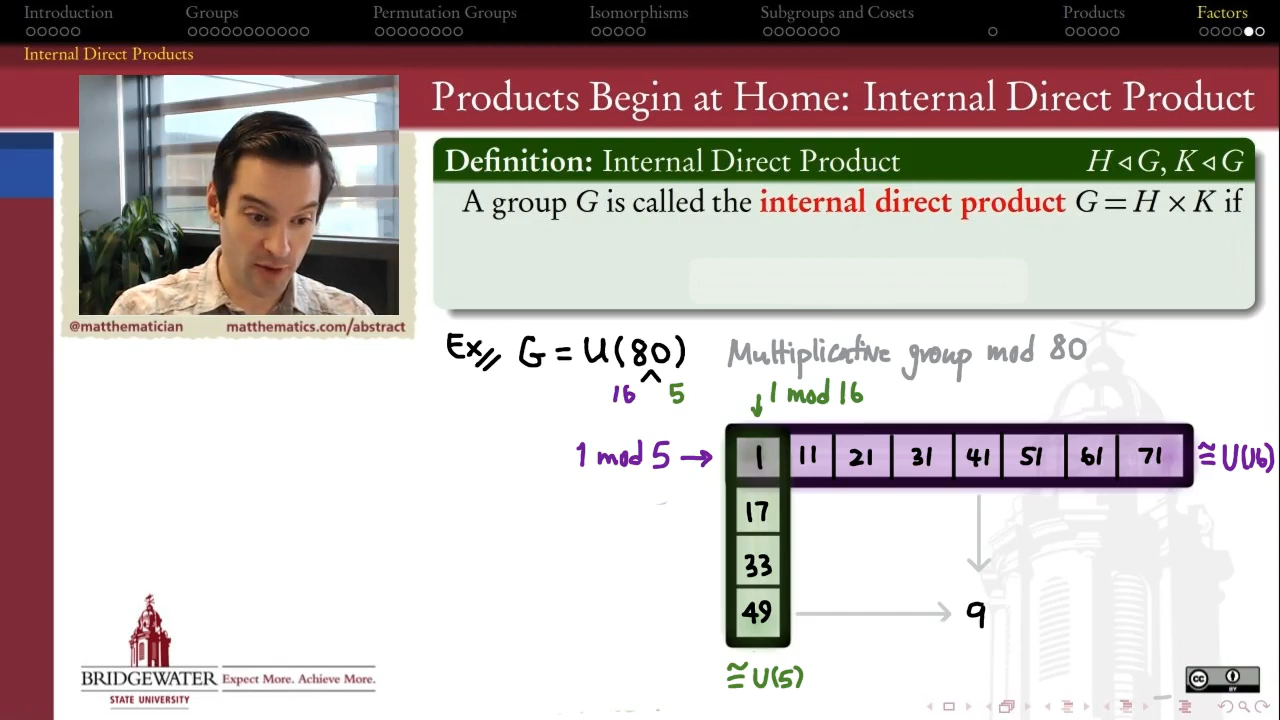 Introduction Groups Permutation Groups Isomorphisms Subgroups and Cosets Products Factors
Internal Direct Products
Products Begin at Home: Internal Direct Product
Definition: Internal Direct Product H ◁ G, K ◁ G
A group G is called the internal direct product G = H × K if
@matthematician matthematics.com/abstract
Ex// G = U(80) Multiplicative group mod 80
16 5
↓ 1 mod 16
1 mod 5 → 1 11 21 31 41 51 61 71 ≅ U(16)
17
33
49 9
≅ U(5)
BRIDGEWATER
STATE UNIVERSITY
Expect More. Achieve More.
CC BY